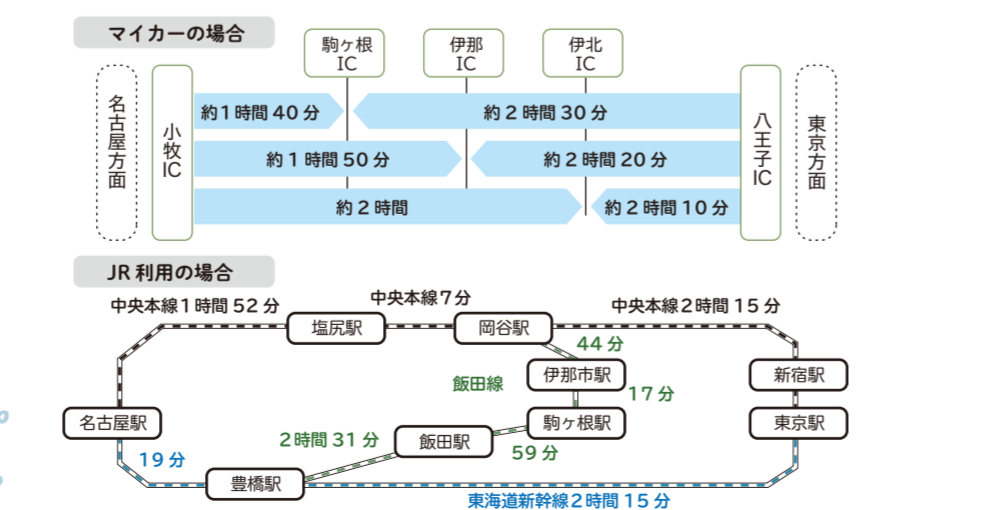 マイカーの場合
駒ヶ根
IC
伊那
IC
伊北
IC
名古屋方面
小牧IC
八王子IC
東京方面
約1時間40分
約2時間30分
約1時間50分
約2時間20分
約2時間
約2時間10分
JR利用の場合
中央本線1時間52分
中央本線7分
中央本線2時間15分
塩尻駅
岡谷駅
44分
飯田線
伊那市駅
新宿駅
17分
名古屋駅
駒ヶ根駅
東京駅
2時間31分
飯田駅
59分
19分
豊橋駅
東海道新幹線2時間15分